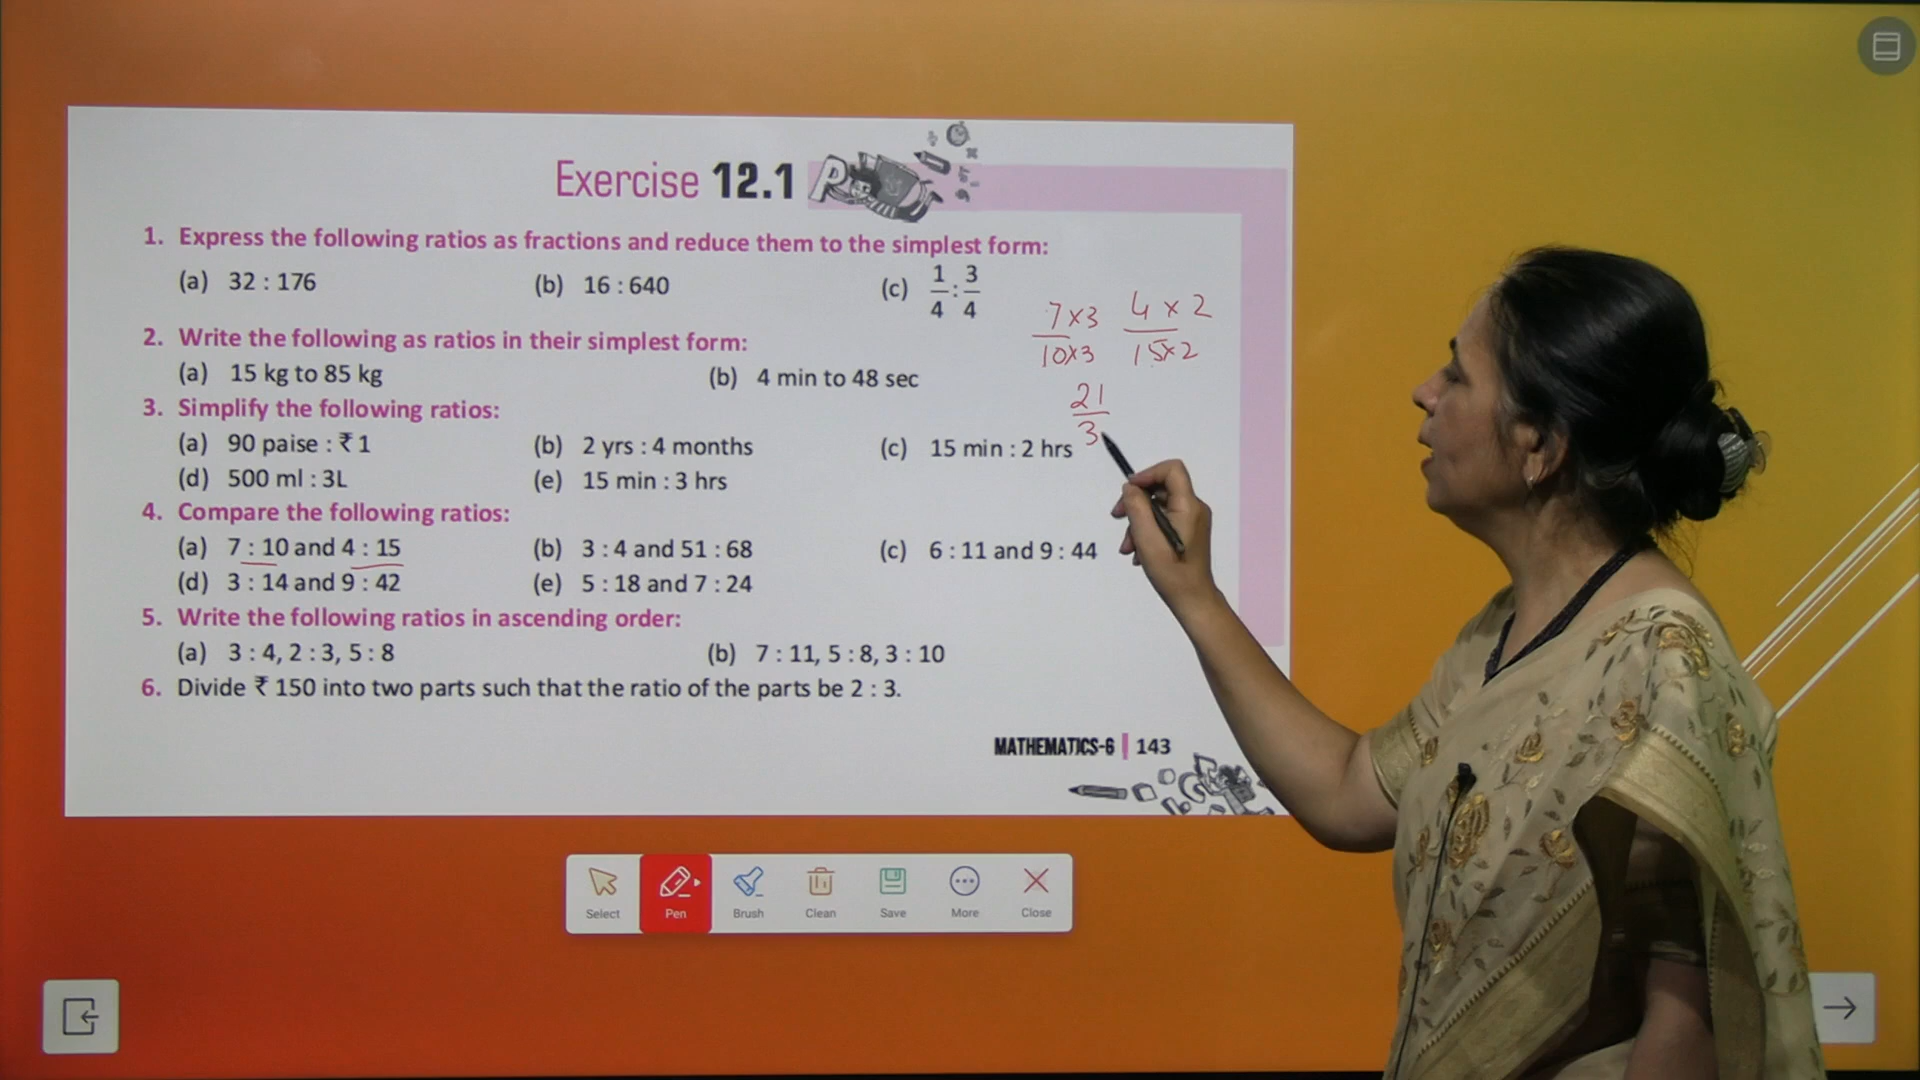 Exercise 12.1
1. Express the following ratios as fractions and reduce them to the simplest form:
(a) 32 : 176 (b) 16 : 640 (c) 1/4 : 3/4
7×3/10×3 4×2/15×2
2. Write the following as ratios in their simplest form:
(a) 15 kg to 85 kg (b) 4 min to 48 sec
21/3
3. Simplify the following ratios:
(a) 90 paise : ₹ 1 (b) 2 yrs : 4 months (c) 15 min : 2 hrs
(d) 500 ml : 3L (e) 15 min : 3 hrs
4. Compare the following ratios:
(a) 7 : 10 and 4 : 15 (b) 3 : 4 and 51 : 68 (c) 6 : 11 and 9 : 44
(d) 3 : 14 and 9 : 42 (e) 5 : 18 and 7 : 24
5. Write the following ratios in ascending order:
(a) 3 : 4, 2 : 3, 5 : 8 (b) 7 : 11, 5 : 8, 3 : 10
6. Divide ₹ 150 into two parts such that the ratio of the parts be 2 : 3.
MATHEMATICS-6 | 143
Select Pen Brush Clean Save More Close